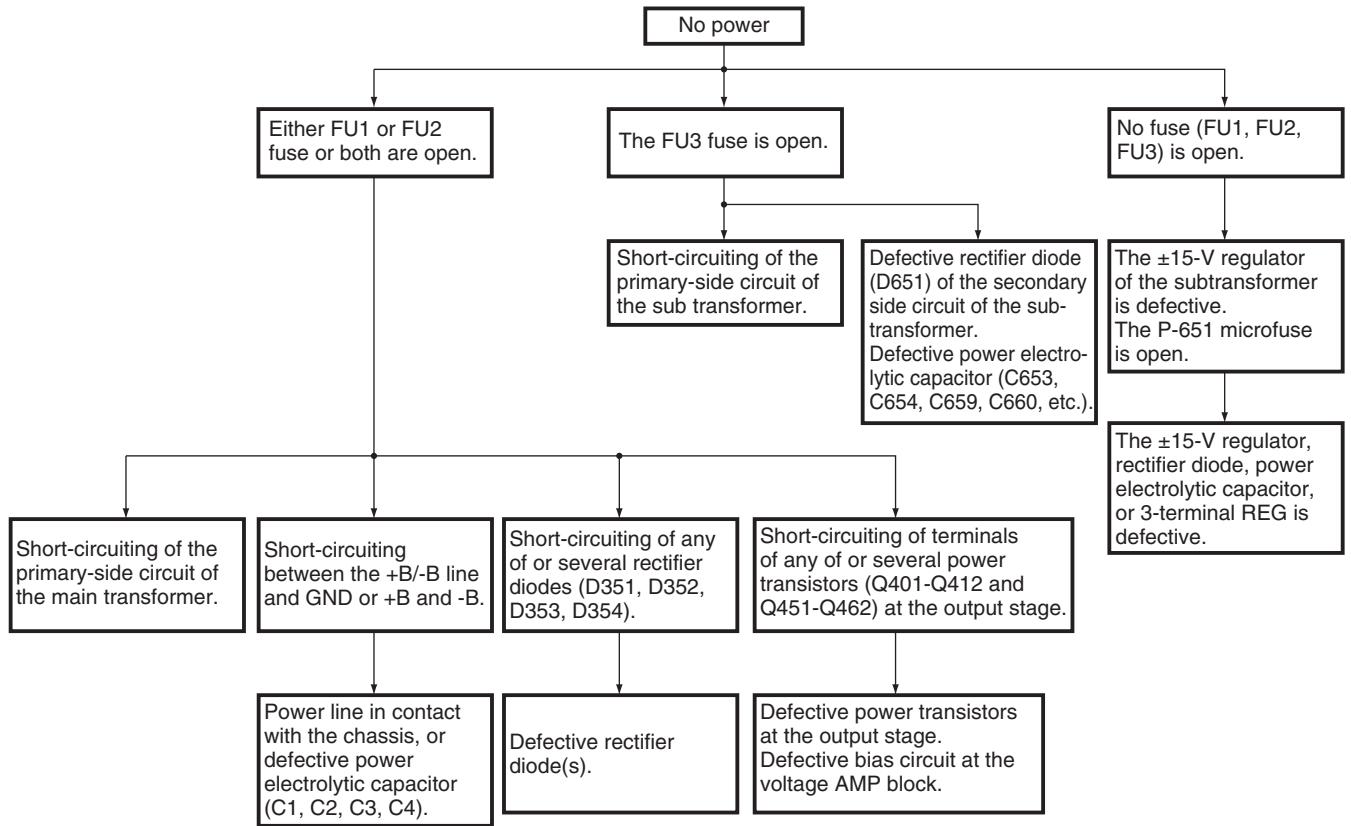 No power
Either FU1 or FU2
fuse or both are open.
The FU3 fuse is open.
No fuse (FU1, FU2,
FU3) is open.
Short-circuiting of the
primary-side circuit of
the sub transformer.
Defective rectifier diode
(D651) of the secondary
side circuit of the sub-
transformer.
Defective power electro-
lytic capacitor (C653,
C654, C659, C660, etc.).
The ±15-V regulator
of the subtransformer
is defective.
The P-651 microfuse
is open.
The ±15-V regulator,
rectifier diode, power
electrolytic capacitor,
or 3-terminal REG is
defective.
Short-circuiting of the
primary-side circuit of
the main transformer.
Short-circuiting
between the +B/-B line
and GND or +B and -B.
Short-circuiting of any
of or several rectifier
diodes (D351, D352,
D353, D354).
Short-circuiting of terminals
of any of or several power
transistors (Q401-Q412 and
Q451-Q462) at the output stage.
Power line in contact
with the chassis, or
defective power
electrolytic capacitor
(C1, C2, C3, C4).
Defective rectifier
diode(s).
Defective power transistors
at the output stage.
Defective bias circuit at the
voltage AMP block.